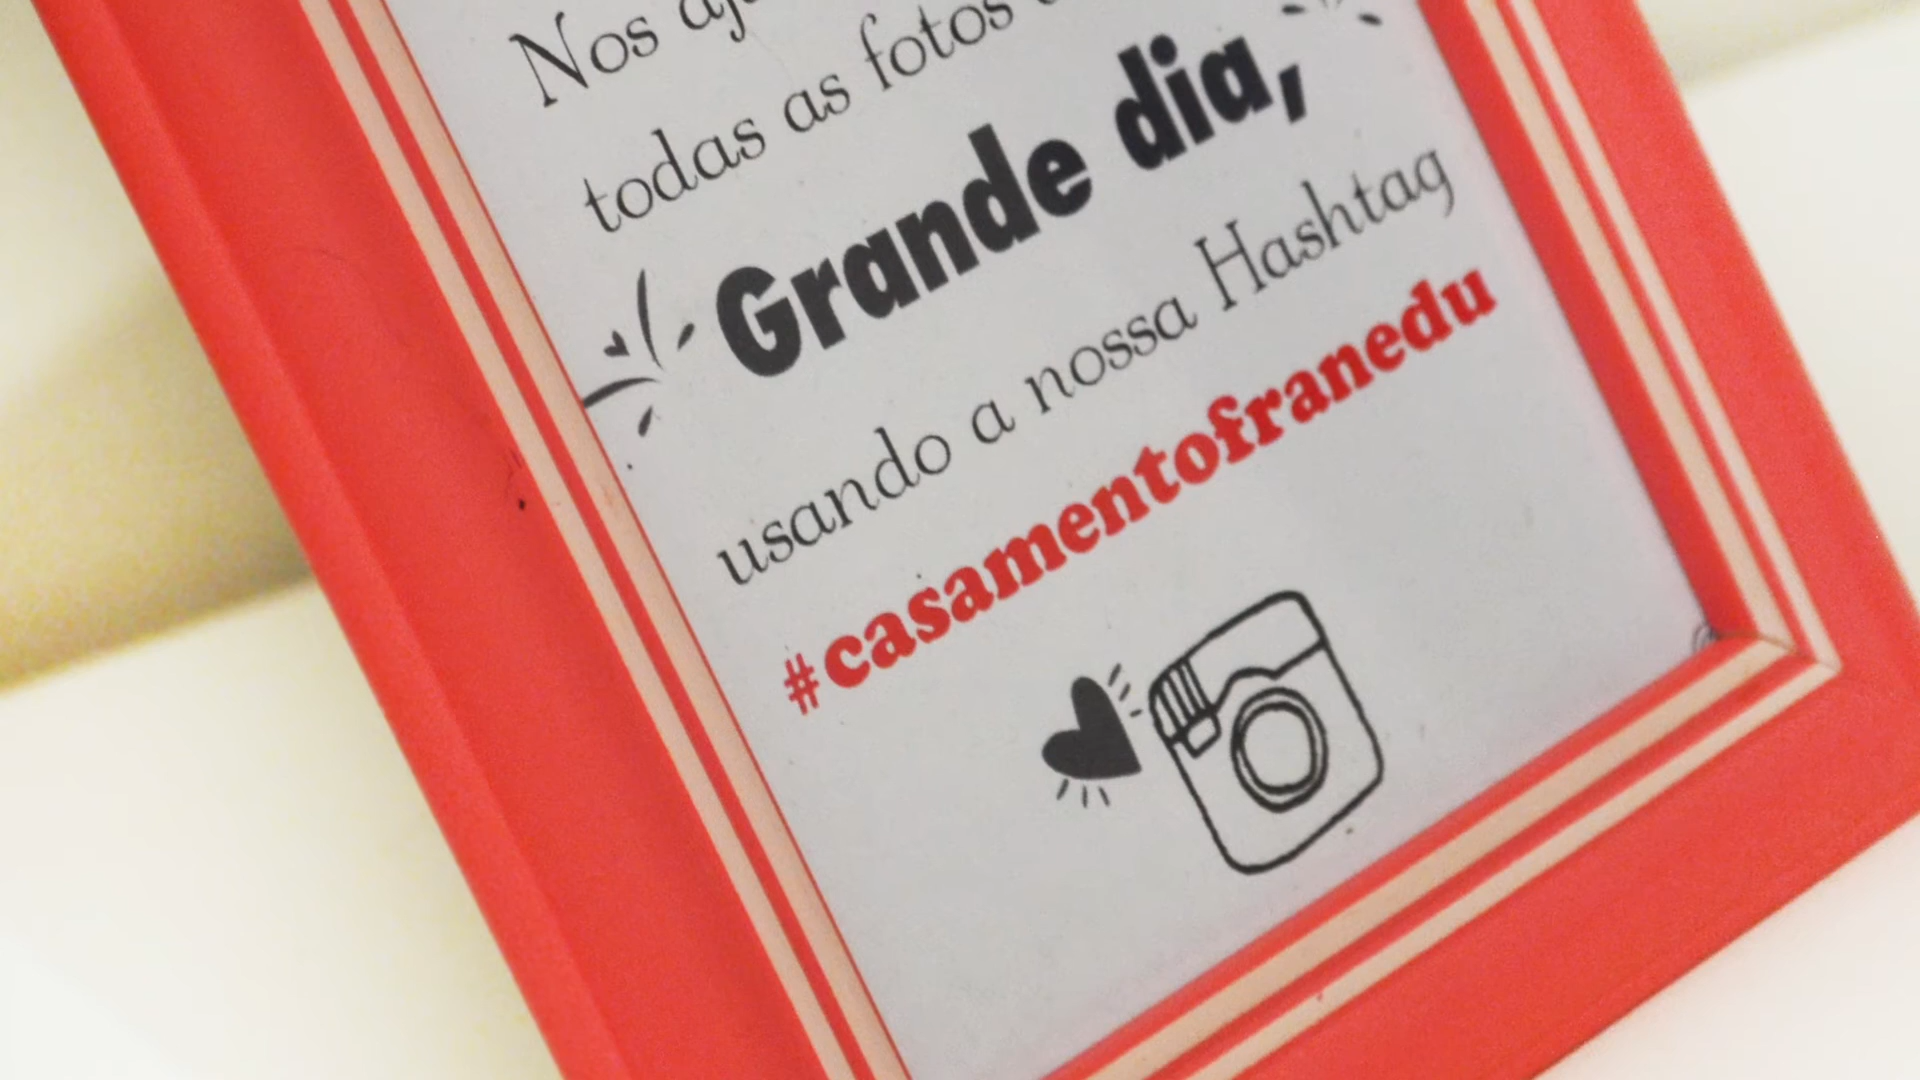 Nos
todas as fotos
Grande dia,
usando a nossa Hashtag
#casamentofranedu